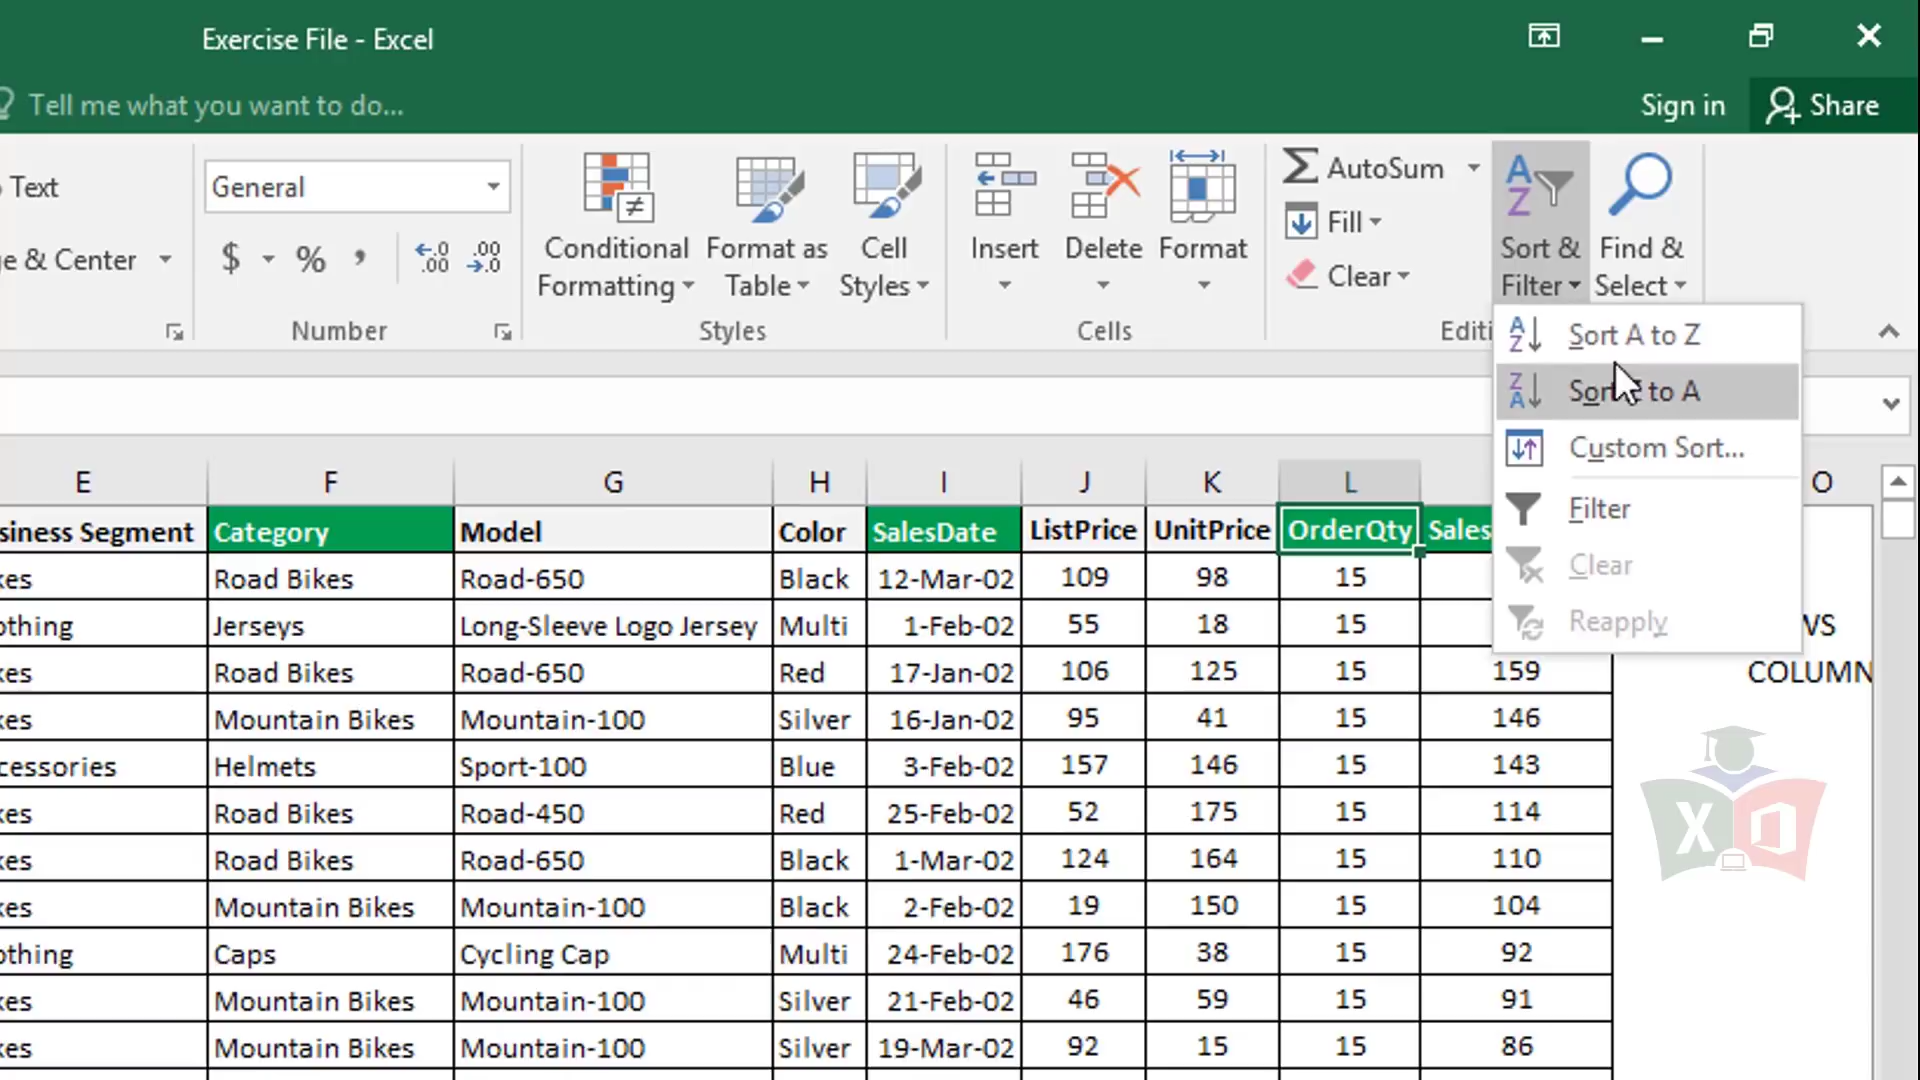 Exercise File - Excel
Tell me what you want to do...
Sign in
Share
Text
General
e & Center
$ % ,
←.0 .00
.00 →.0
Number
Conditional Formatting
Format as Table
Cell Styles
Styles
Insert
Delete
Format
Cells
AutoSum
Fill
Clear
Sort & Filter
Find & Select
Editi
Sort A to Z
Sort to A
Custom Sort...
Filter
Clear
Reapply
E F G H I J K L O
siness Segment Category Model Color SalesDate ListPrice UnitPrice OrderQty Sales
kes Road Bikes Road-650 Black 12-Mar-02 109 98 15
othing Jerseys Long-Sleeve Logo Jersey Multi 1-Feb-02 55 18 15 WS
kes Road Bikes Road-650 Red 17-Jan-02 106 125 15 159 COLUMN
kes Mountain Bikes Mountain-100 Silver 16-Jan-02 95 41 15 146
cessories Helmets Sport-100 Blue 3-Feb-02 157 146 15 143
kes Road Bikes Road-450 Red 25-Feb-02 52 175 15 114
kes Road Bikes Road-650 Black 1-Mar-02 124 164 15 110
kes Mountain Bikes Mountain-100 Black 2-Feb-02 19 150 15 104
othing Caps Cycling Cap Multi 24-Feb-02 176 38 15 92
kes Mountain Bikes Mountain-100 Silver 21-Feb-02 46 59 15 91
kes Mountain Bikes Mountain-100 Silver 19-Mar-02 92 15 15 86